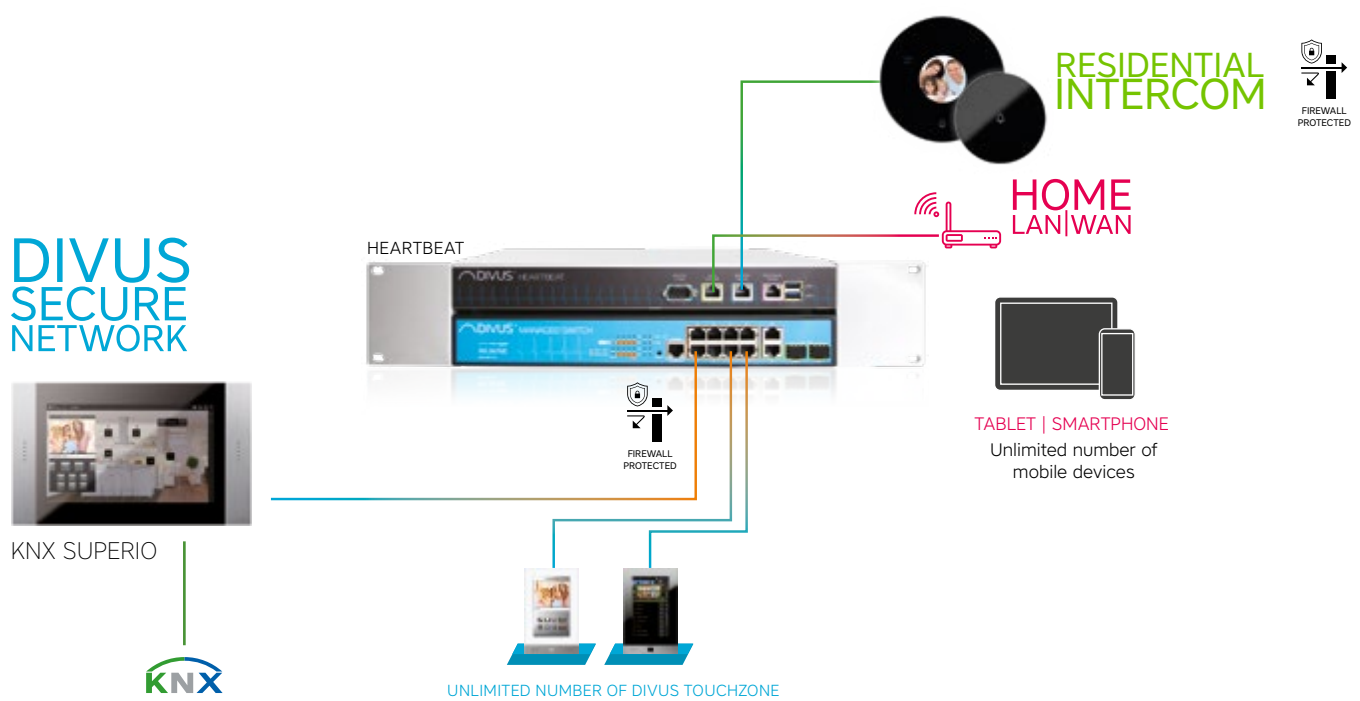 RESIDENTIAL
INTERCOM
FIREWALL
PROTECTED
HOME
LAN|WAN
HEARTBEAT
DIVUS
SECURE
NETWORK
DIVUS HEARTBEAT
DIVUS MANAGED SWITCH
TABLET | SMARTPHONE
Unlimited number of
mobile devices
FIREWALL
PROTECTED
KNX SUPERIO
KNX
UNLIMITED NUMBER OF DIVUS TOUCHZONE